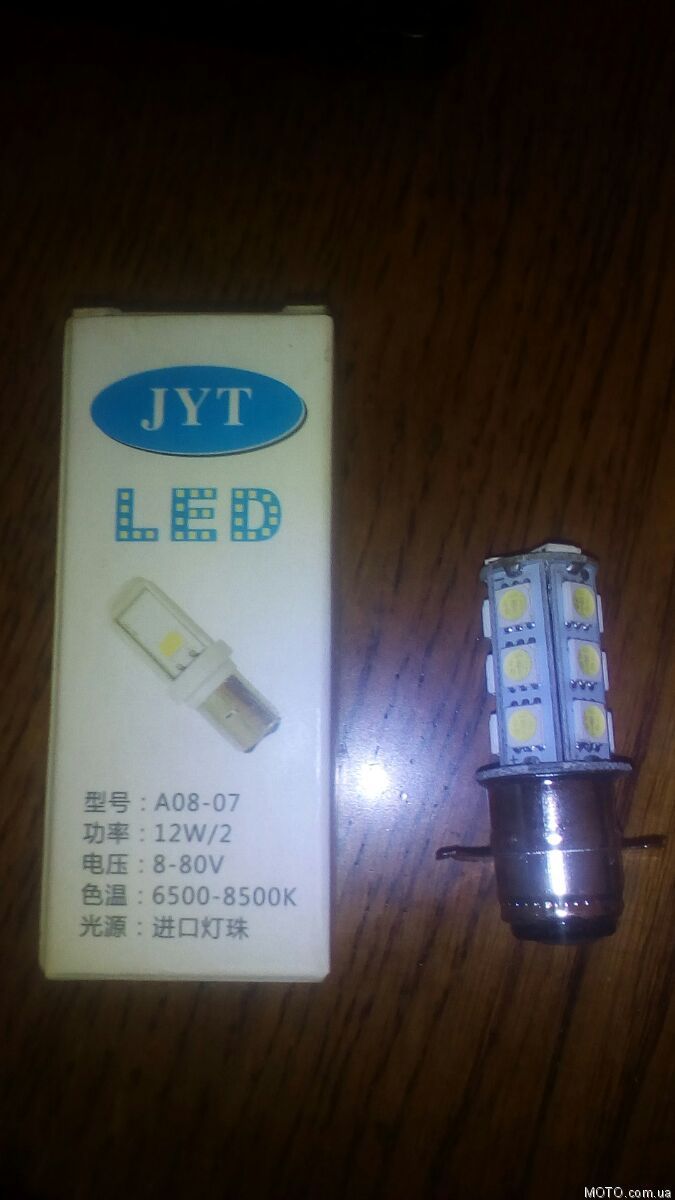 JYT
LED
型号：A08-07
功率：12W/2
电压：8-80V
色温：6500-8500K
光源：进口灯珠
MOTO.com.ua